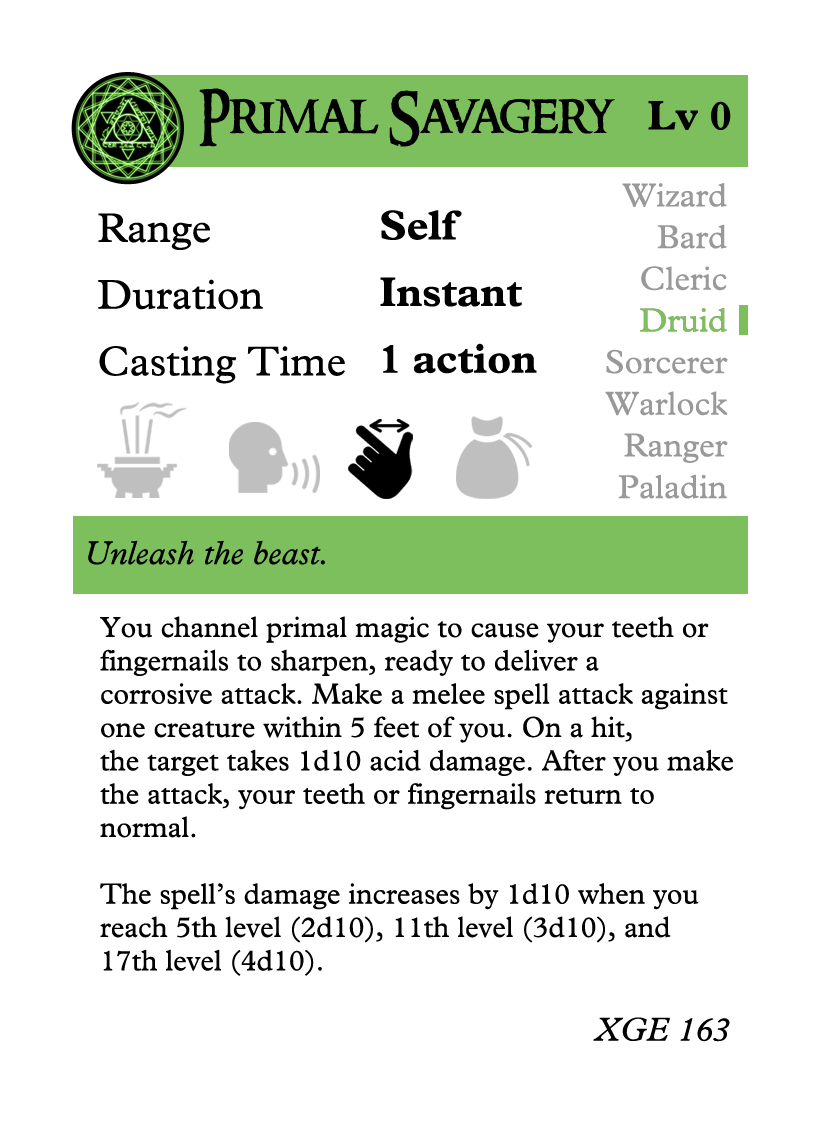 Primal Savagery Lv 0
Range Self
Duration Instant
Casting Time 1 action
Wizard
Bard
Cleric
Druid
Sorcerer
Warlock
Ranger
Paladin
Unleash the beast.
You channel primal magic to cause your teeth or
fingernails to sharpen, ready to deliver a
corrosive attack. Make a melee spell attack against
one creature within 5 feet of you. On a hit,
the target takes 1d10 acid damage. After you make
the attack, your teeth or fingernails return to
normal.
The spell’s damage increases by 1d10 when you
reach 5th level (2d10), 11th level (3d10), and
17th level (4d10).
XGE 163